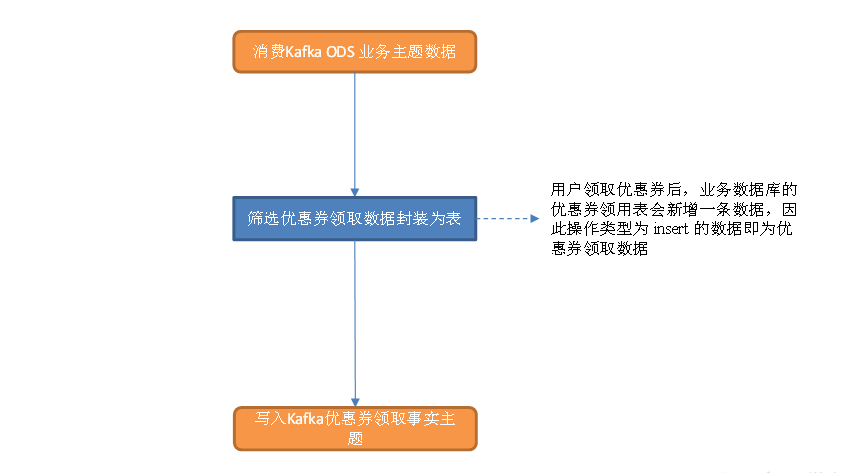 消费Kafka ODS 业务主题数据
筛选优惠券领取数据封装为表
用户领取优惠券后，业务数据库的
优惠券领用表会新增一条数据，因
此操作类型为 insert 的数据即为优
惠券领取数据
写入Kafka优惠券领取事实主
题